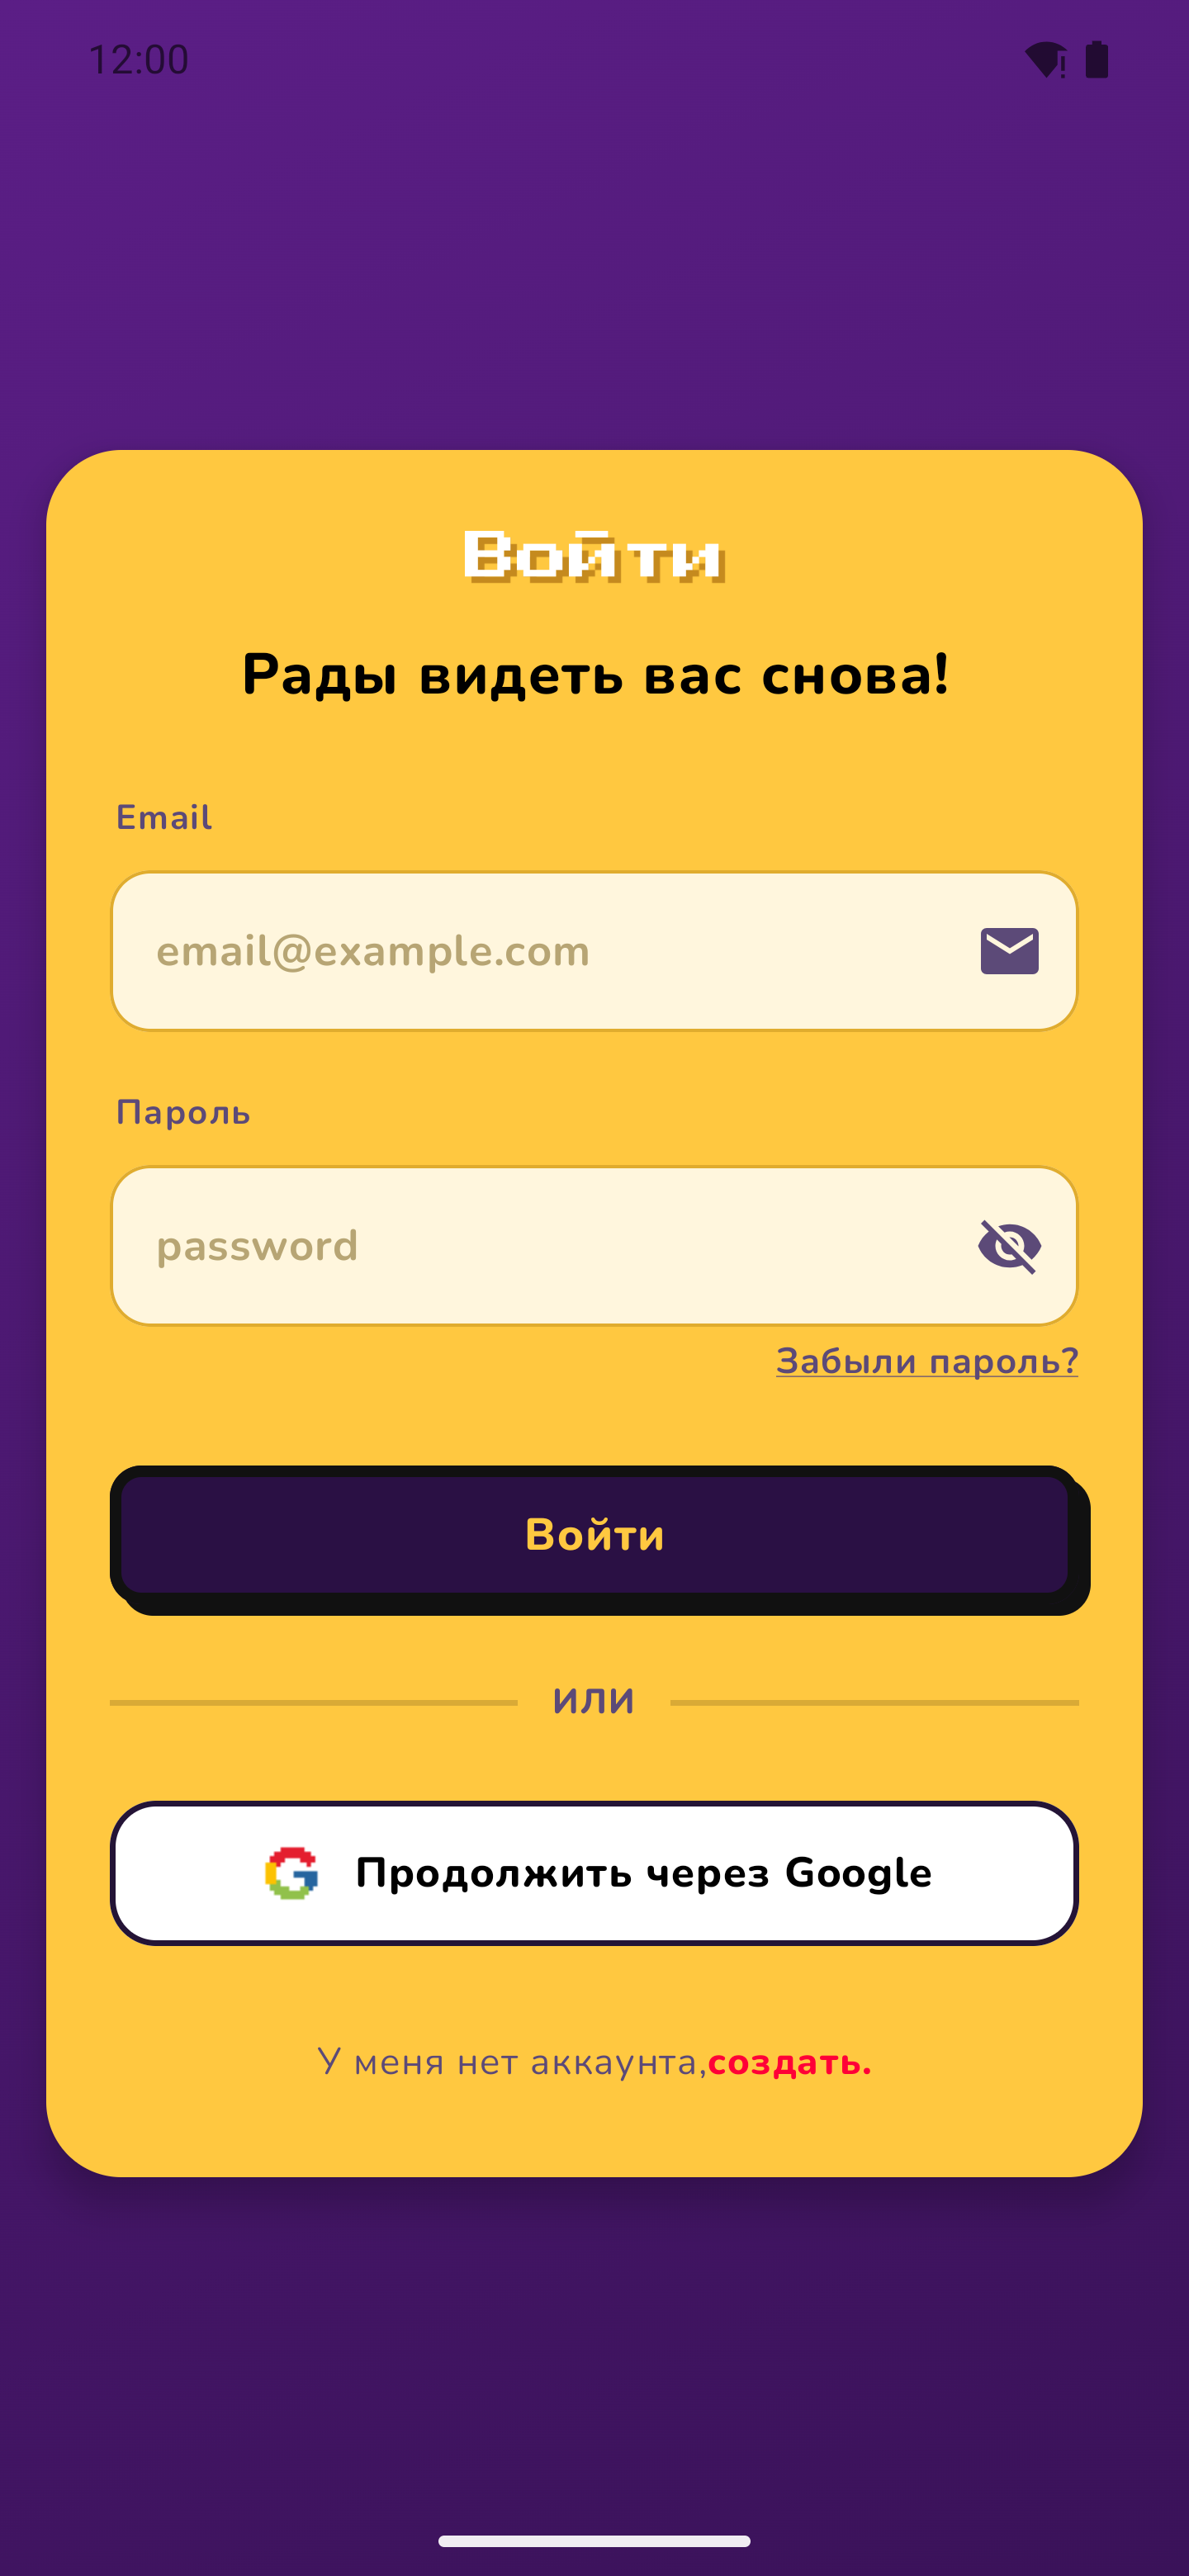 12:00
Войти
Рады видеть вас снова!
Email
email@example.com
Пароль
password
Забыли пароль?
Войти
ИЛИ
Продолжить через Google
У меня нет аккаунта,создать.